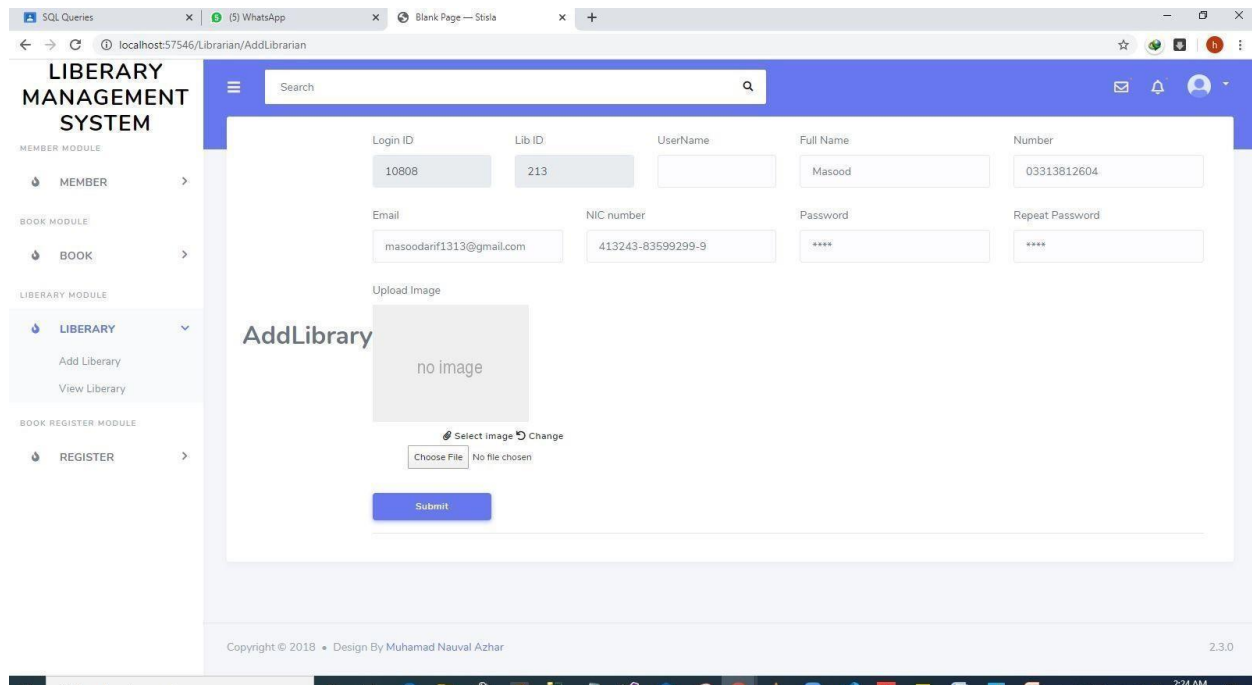 SQL Queries (5) WhatsApp Blank Page — Stisla
localhost:57546/Librarian/AddLibrarian
h
LIBERARY
MANAGEMENT
SYSTEM
Search
MEMBER MODULE
MEMBER
BOOK MODULE
BOOK
LIBERARY MODULE
LIBERARY
Add Liberary
View Liberary
BOOK REGISTER MODULE
REGISTER
Login ID Lib ID UserName Full Name Number
10808 213 Masood 03313812604
Email NIC number Password Repeat Password
masoodarif1313@gmail.com 413243-83599299-9 **** ****
Upload Image
AddLibrary
no image
Select image Change
Choose File No file chosen
Submit
Copyright © 2018 • Design By Muhamad Nauval Azhar 2.3.0
2:24 AM